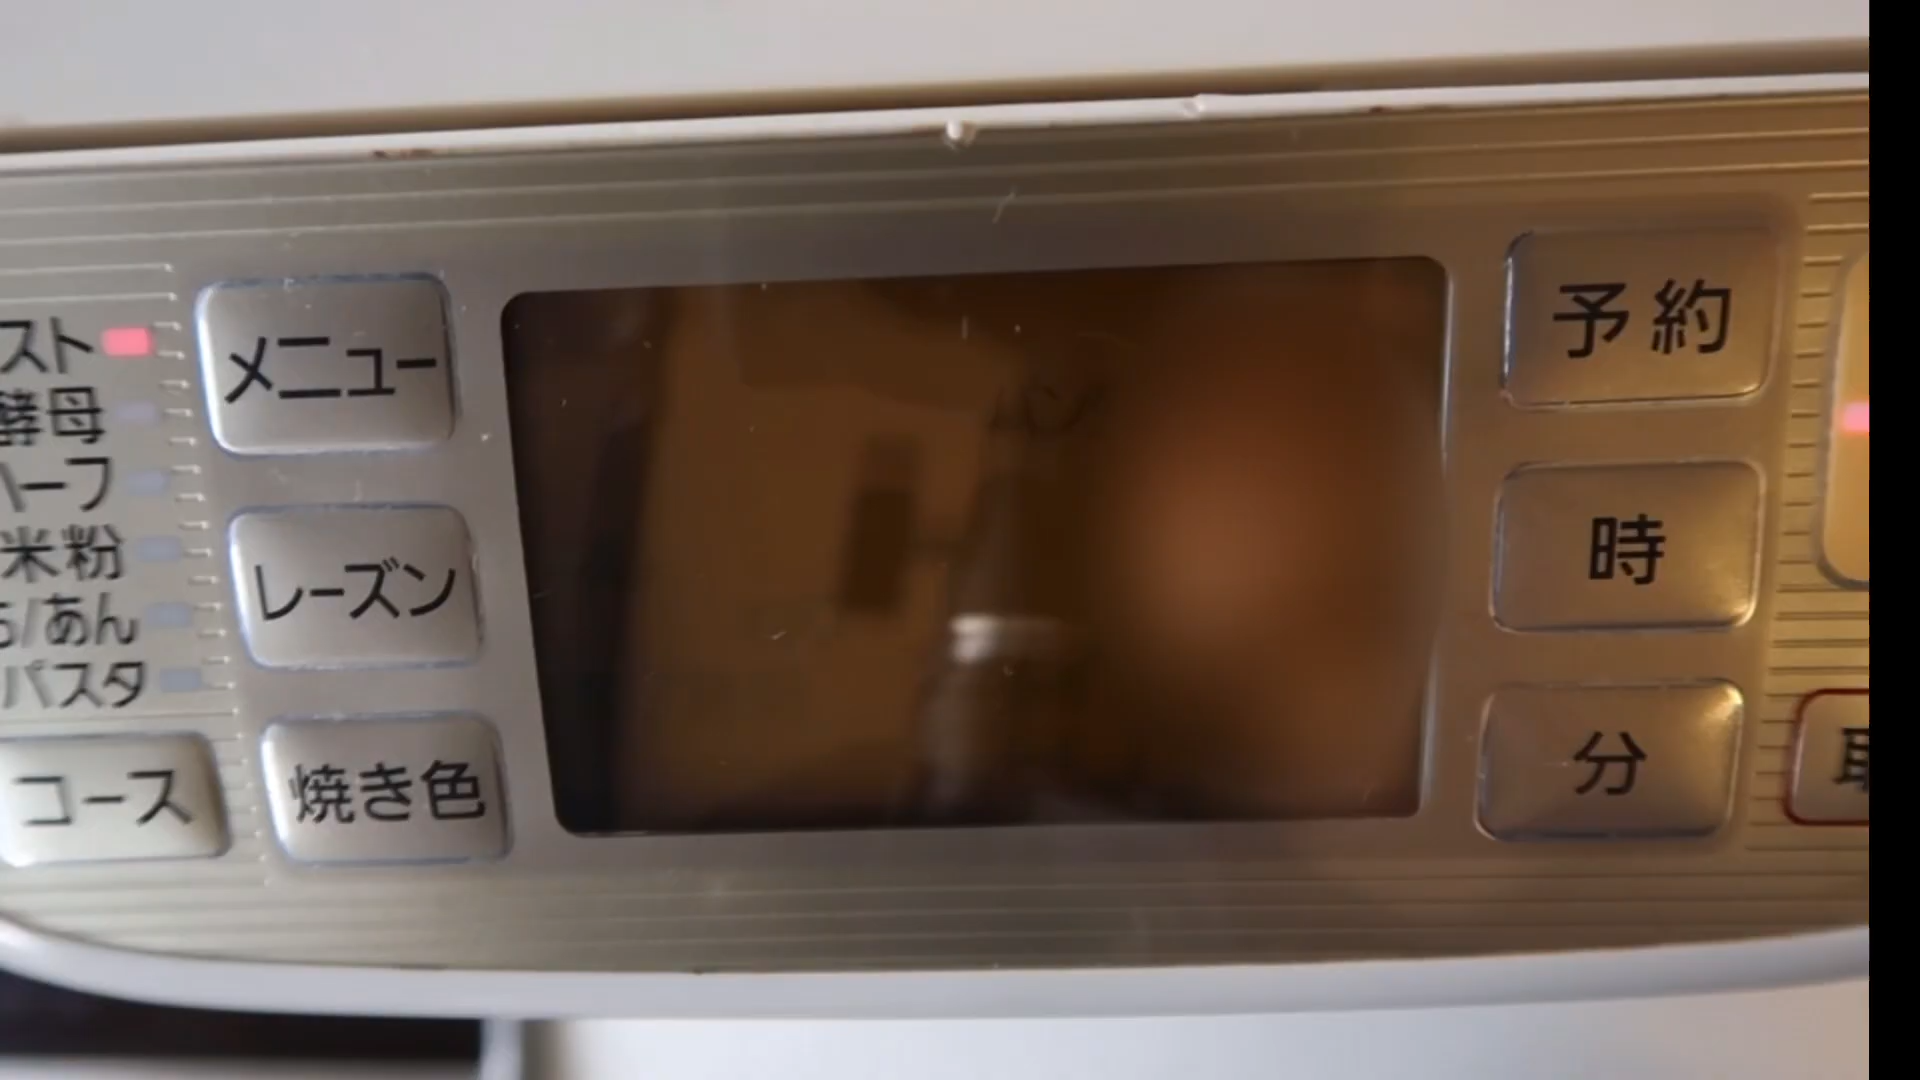 スト
酵母
ハーフ
米粉
/あん
パスタ
コース
メニュー
レーズン
焼き色
予約
時
分